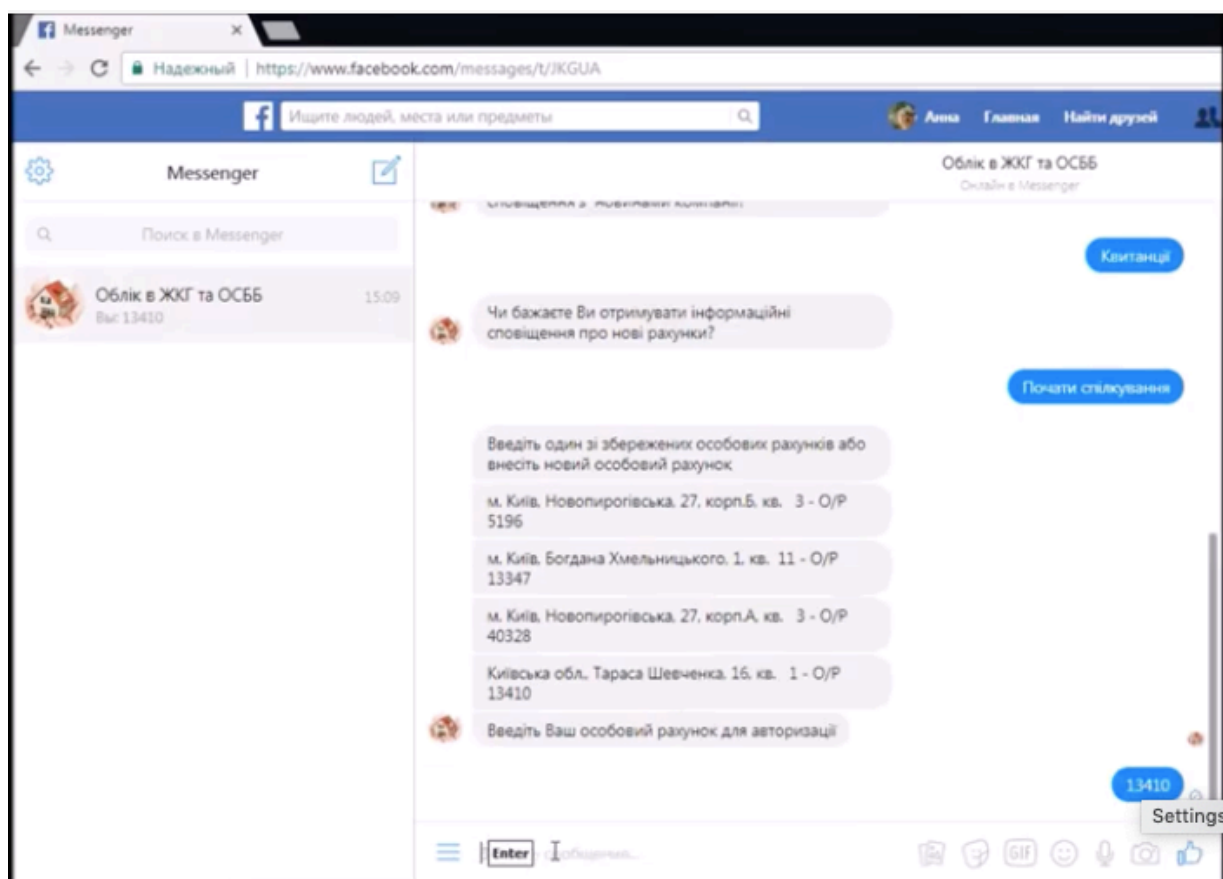 Messenger
Надежный | https://www.facebook.com/messages/t/JKGUA
Ищите людей, места или предметы
Анна Главная Найти друзей
Messenger
Облік в ЖКГ та ОСББ
Онлайн в Messenger
Поиск в Messenger
Облік в ЖКГ та ОСББ 15:09
Вы: 13410
сповіщення з новинами компанії?
Квитанції
Чи бажаєте Ви отримувати інформаційні
сповіщення про нові рахунки?
Почати спілкування
Введіть один зі збережених особових рахунків або
внесіть новий особовий рахунок
м. Київ, Новопирогівська, 27, корп.Б, кв. 3 - О/Р
5196
м. Київ, Богдана Хмельницького, 1, кв. 11 - О/Р
13347
м. Київ, Новопирогівська, 27, корп.А, кв. 3 - О/Р
40328
Київська обл., Тараса Шевченка, 16, кв. 1 - О/Р
13410
Введіть Ваш особовий рахунок для авторизації
13410
Settings
Enter сообщение...
GIF